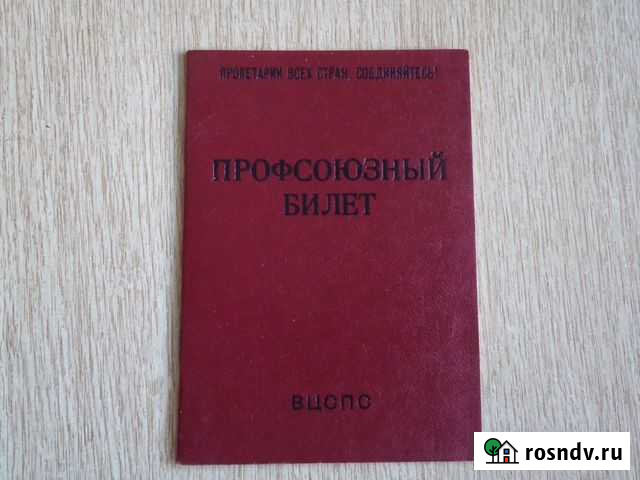 ПРОЛЕТАРИИ ВСЕХ СТРАН, СОЕДИНЯЙТЕСЬ!
ПРОФСОЮЗНЫЙ
БИЛЕТ
ВЦСПС
rosndv.ru